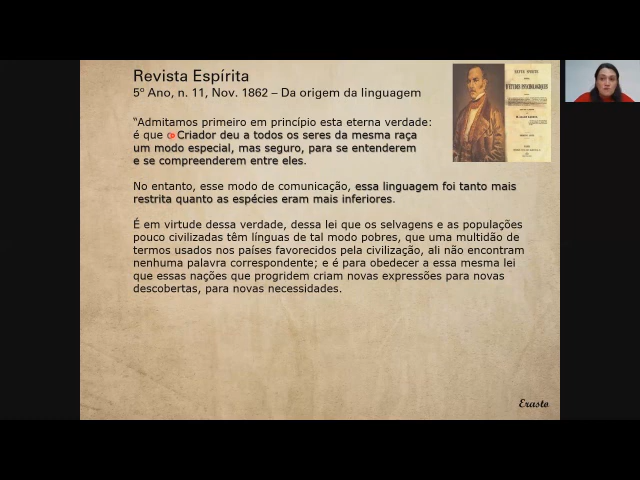 Revista Espírita
5º Ano, n. 11, Nov. 1862 – Da origem da linguagem
“Admitamos primeiro em princípio esta eterna verdade:
é que o Criador deu a todos os seres da mesma raça
um modo especial, mas seguro, para se entenderem
e se compreenderem entre eles.
No entanto, esse modo de comunicação, essa linguagem foi tanto mais
restrita quanto as espécies eram mais inferiores.
É em virtude dessa verdade, dessa lei que os selvagens e as populações
pouco civilizadas têm línguas de tal modo pobres, que uma multidão de
termos usados nos países favorecidos pela civilização, ali não encontram
nenhuma palavra correspondente; e é para obedecer a essa mesma lei
que essas nações que progridem criam novas expressões para novas
descobertas, para novas necessidades.
Erasto